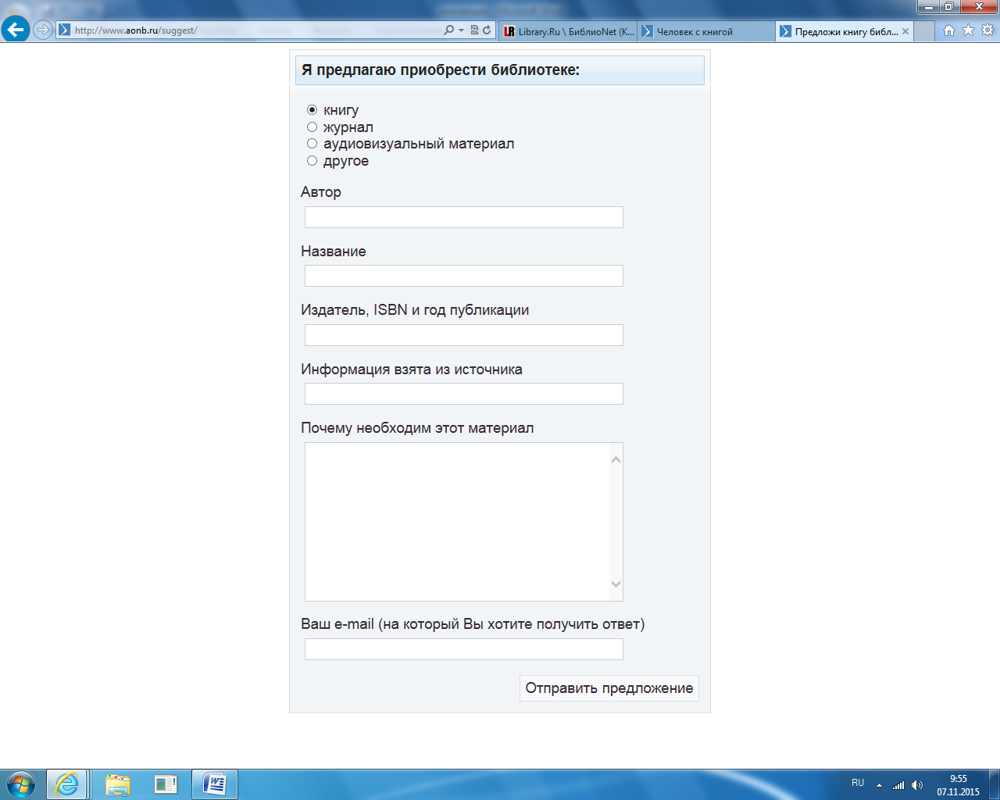 http://www.aonb.ru/suggest/
Library.Ru \ БиблиоNet (К...
Человек с книгой
Предложи книгу библ...
Я предлагаю приобрести библиотеке:
книгу
журнал
аудиовизуальный материал
другое
Автор
Название
Издатель, ISBN и год публикации
Информация взята из источника
Почему необходим этот материал
Ваш e-mail (на который Вы хотите получить ответ)
Отправить предложение
RU
9:55
07.11.2015